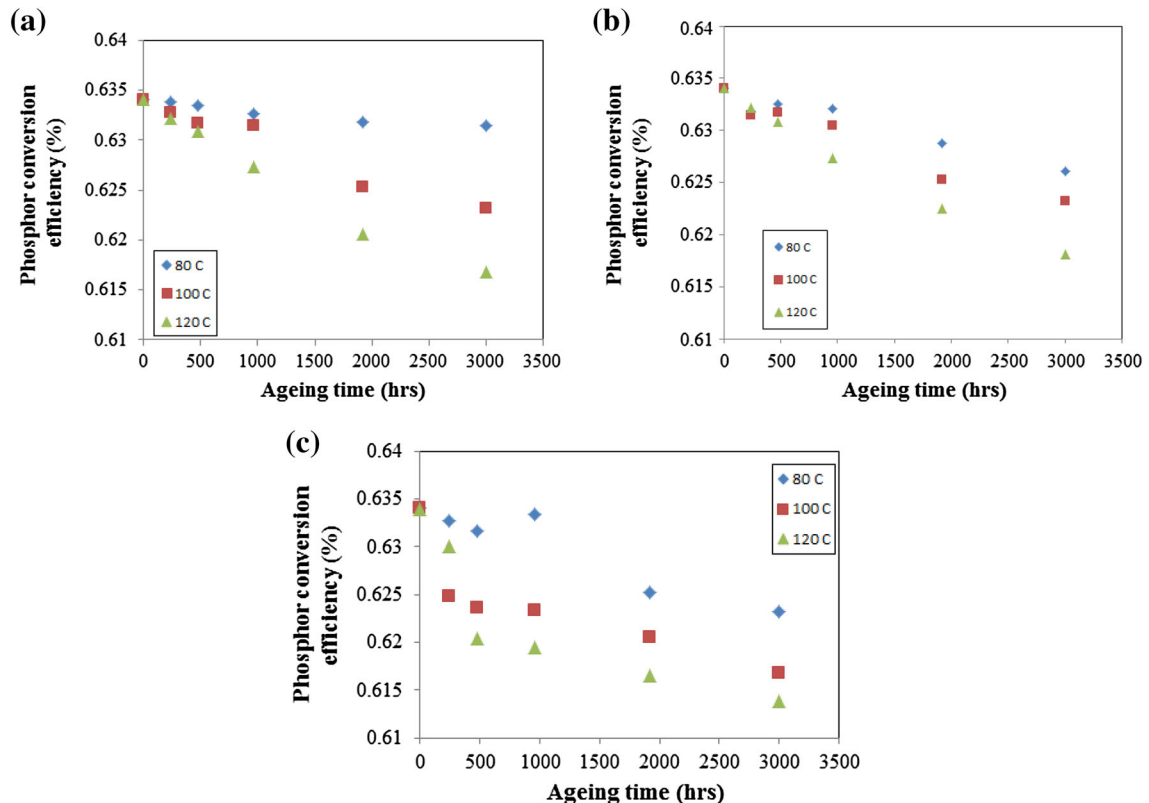 (a)
Phosphor conversion
efficiency (%)
0.64
0.635
0.63
0.625
0.62
0.615
0.61
80 C
100 C
120 C
0 500 1000 1500 2000 2500 3000 3500
Ageing time (hrs)
(b)
Phosphor conversion
efficiency (%)
0.64
0.635
0.63
0.625
0.62
0.615
0.61
80 C
100 C
120 C
0 500 1000 1500 2000 2500 3000 3500
Ageing time (hrs)
(c)
Phosphor conversion
efficiency (%)
0.64
0.635
0.63
0.625
0.62
0.615
0.61
80 C
100 C
120 C
0 500 1000 1500 2000 2500 3000 3500
Ageing time (hrs)